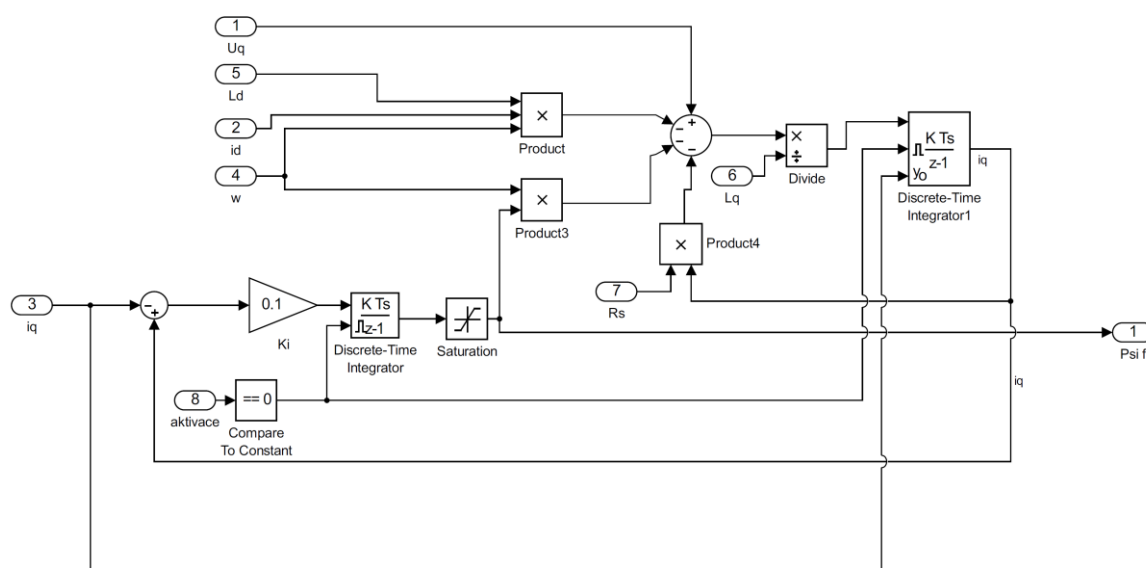 1
Uq
5
Ld
2
id
4
w
×
Product
×
Product3
+
−
−
−
×
÷
Divide
6
Lq
K Ts
z-1
yo
Discrete-Time
Integrator1
iq
×
Product4
7
Rs
3
iq
−
+
0.1
Ki
K Ts
z-1
Discrete-Time
Integrator
Saturation
1
Psi f
iq
8
aktivace
== 0
Compare
To Constant